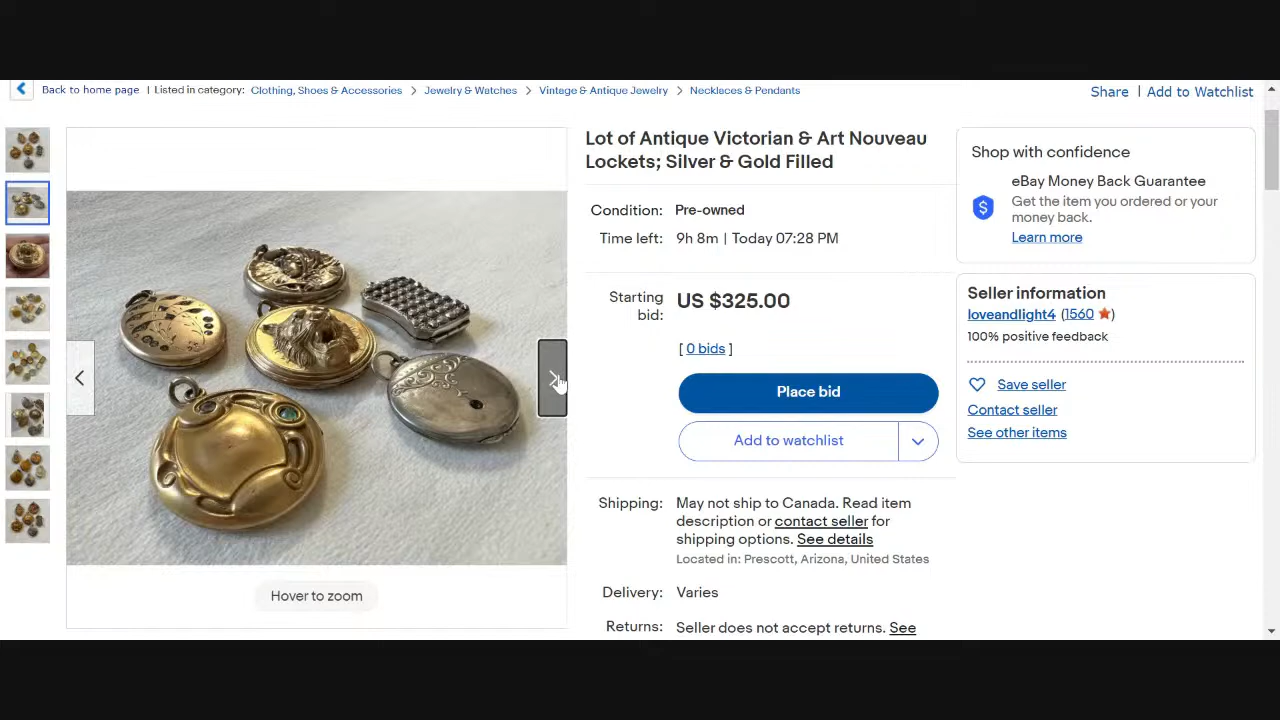 Back to home page | Listed in category: Clothing, Shoes & Accessories > Jewelry & Watches > Vintage & Antique Jewelry > Necklaces & Pendants
Share | Add to Watchlist
Lot of Antique Victorian & Art Nouveau
Lockets; Silver & Gold Filled
Condition: Pre-owned
Time left: 9h 8m | Today 07:28 PM
Starting
bid:
US $325.00
[ 0 bids ]
Place bid
Add to watchlist
Shipping: May not ship to Canada. Read item
description or contact seller for
shipping options. See details
Located in: Prescott, Arizona, United States
Delivery: Varies
Returns: Seller does not accept returns. See
Hover to zoom
Shop with confidence
eBay Money Back Guarantee
Get the item you ordered or your
money back.
Learn more
Seller information
loveandlight4 (1560)
100% positive feedback
Save seller
Contact seller
See other items